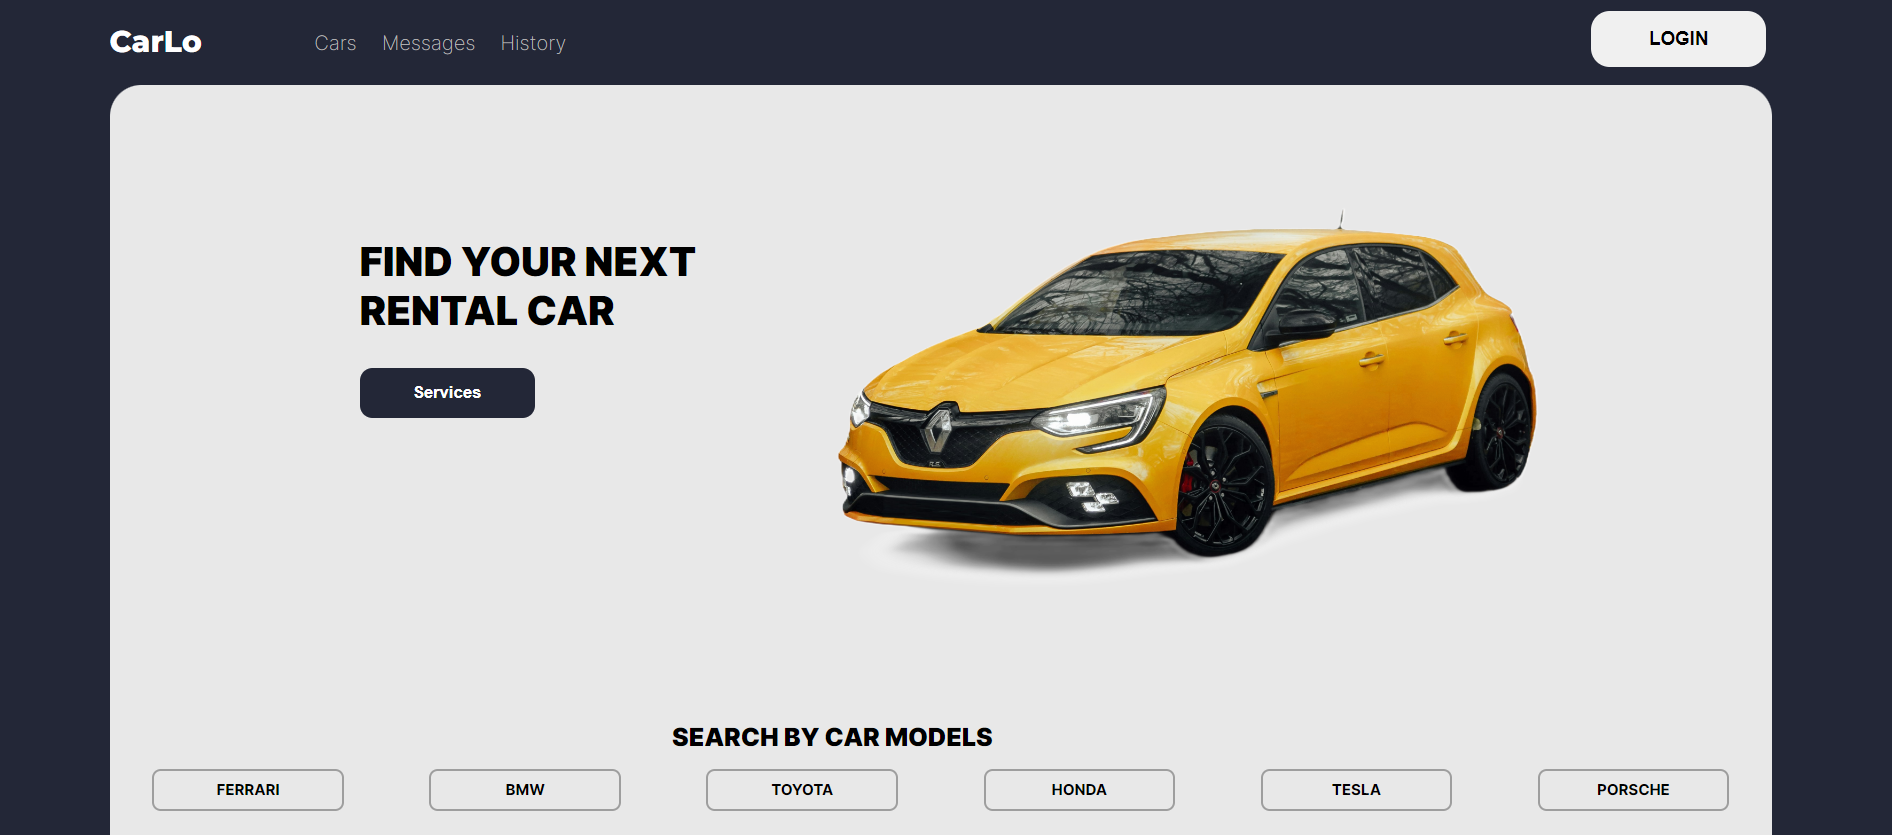 CarLo
Cars
Messages
History
LOGIN
FIND YOUR NEXT
RENTAL CAR
Services
SEARCH BY CAR MODELS
FERRARI
BMW
TOYOTA
HONDA
TESLA
PORSCHE